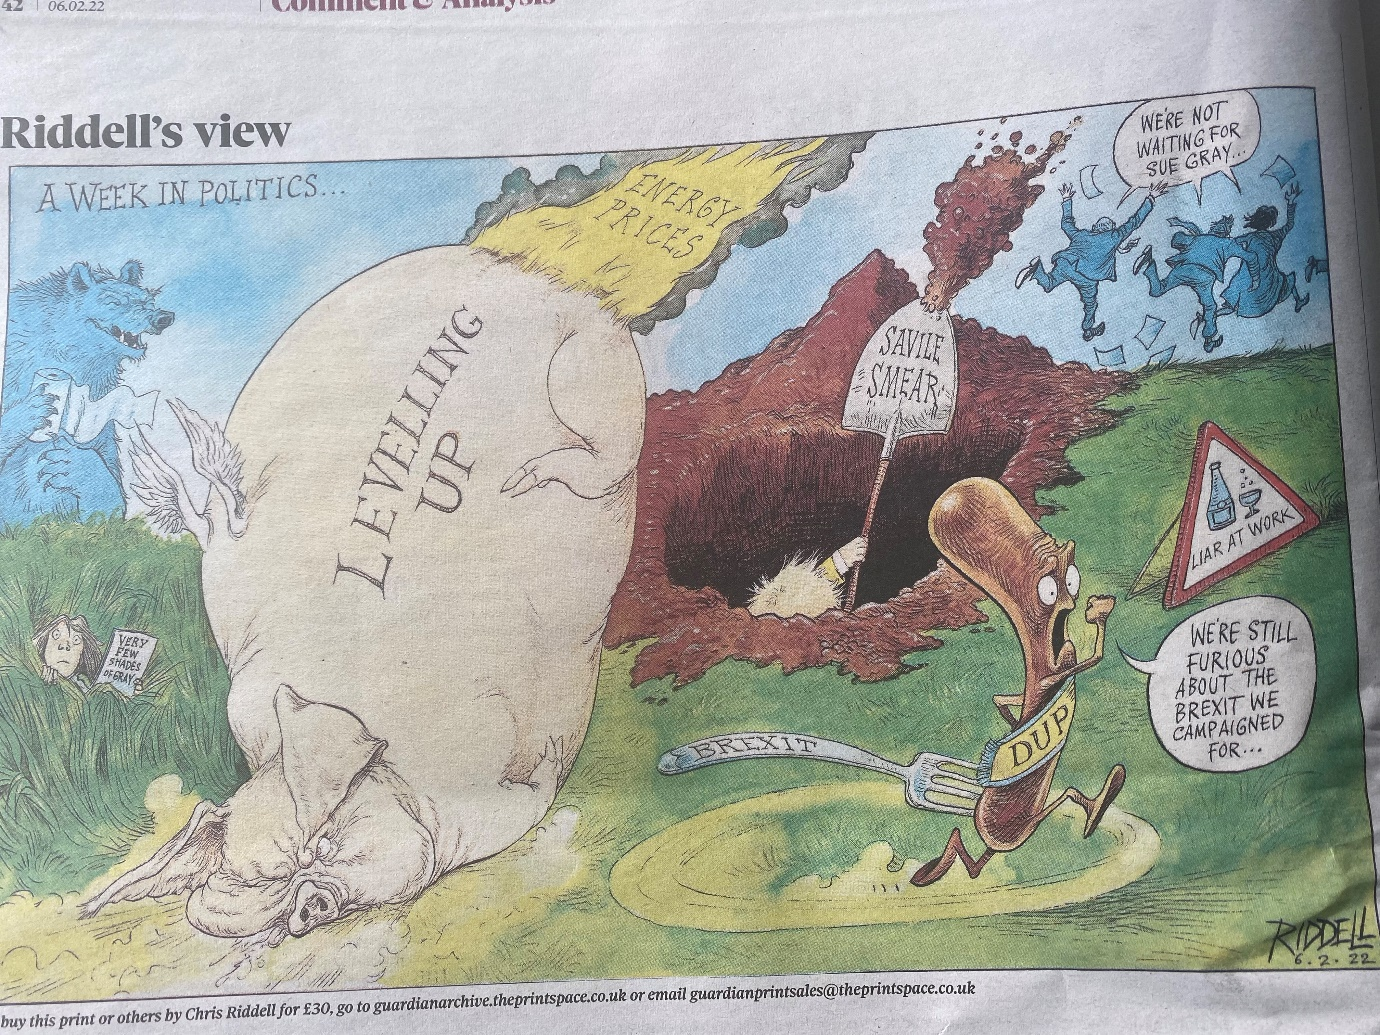 42 | 06.02.22 | Comment & Analysis
Riddell's view
A WEEK IN POLITICS...
ENERGY
PRICES
WE'RE NOT
WAITING FOR
SUE GRAY...
SAVILE
SMEAR
LEVELLING
UP
LIAR AT WORK
VERY
FEW
SHADES
OF GRAY
WE'RE STILL
FURIOUS
ABOUT THE
BREXIT WE
CAMPAIGNED
FOR...
BREXIT
DUP
RIDDELL
6.2.22
buy this print or others by Chris Riddell for £30, go to guardianarchive.theprintspace.co.uk or email guardianprintsales@theprintspace.co.uk